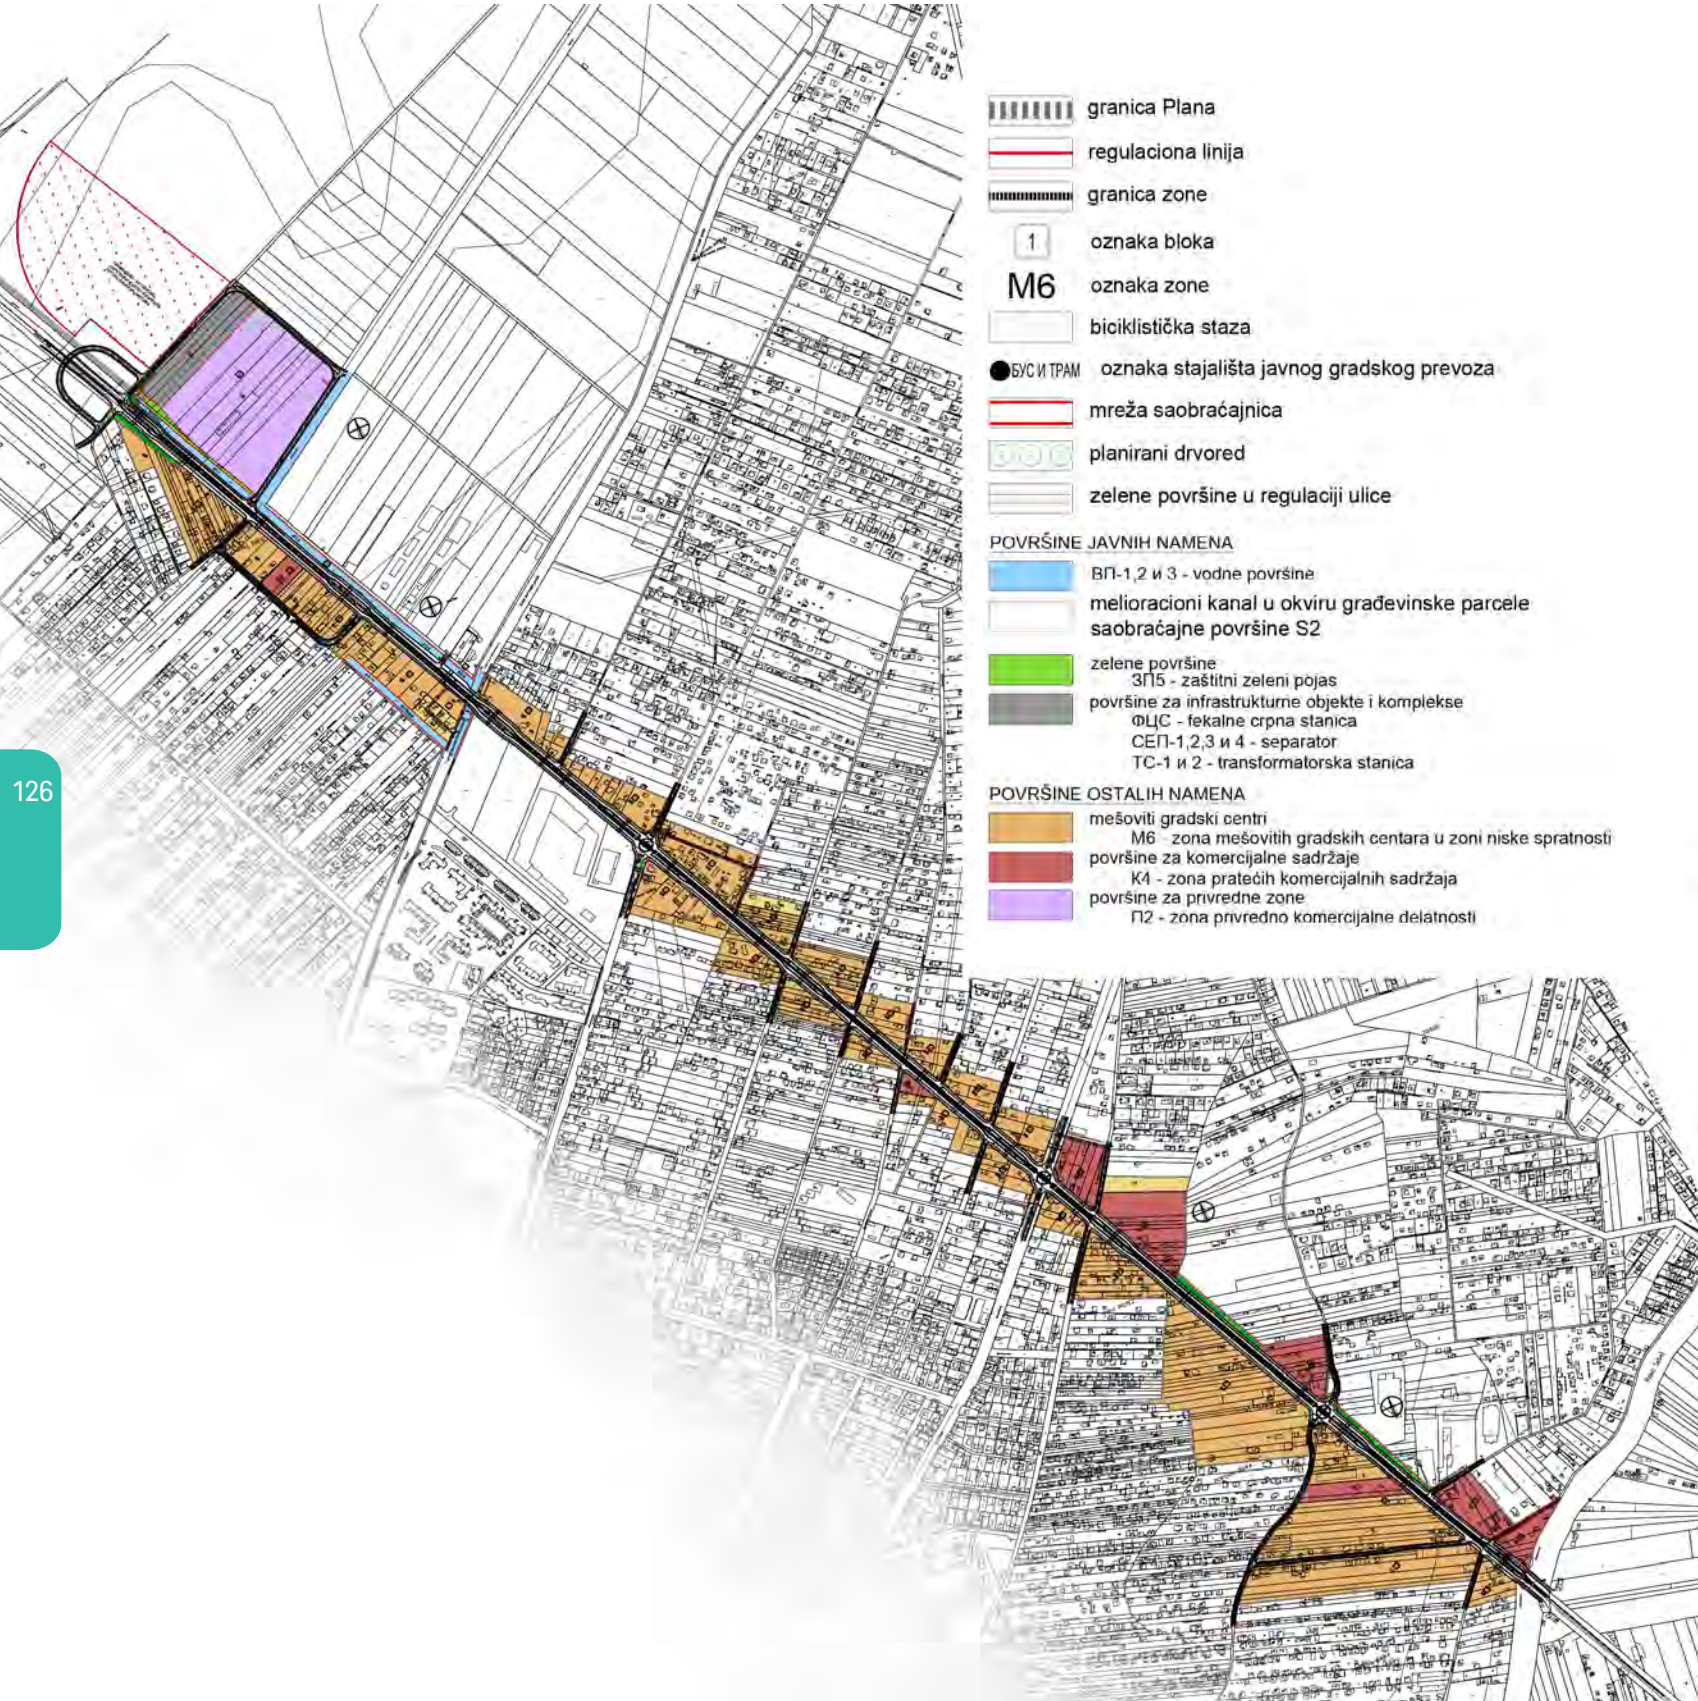 granica Plana
regulaciona linija
granica zone
1 oznaka bloka
M6 oznaka zone
biciklistička staza
БУС И ТРАМ oznaka stajališta javnog gradskog prevoza
mreža saobraćajnica
planirani drvored
zelene površine u regulaciji ulice
POVRŠINE JAVNIH NAMENA
ВП-1,2 и 3 - vodne površine
melioracioni kanal u okviru građevinske parcele
saobraćajne površine S2
zelene površine
ЗП5 - zaštitni zeleni pojas
površine za infrastrukturne objekte i komplekse
ФЦС - fekalne crpna stanica
СЕП-1,2,3 и 4 - separator
ТС-1 и 2 - transformatorska stanica
126
POVRŠINE OSTALIH NAMENA
mešoviti gradski centri
М6 - zona mešovitih gradskih centara u zoni niske spratnosti
površine za komercijalne sadržaje
К4 - zona pratećih komercijalnih sadržaja
površine za privredne zone
П2 - zona privredno komercijalne delatnosti